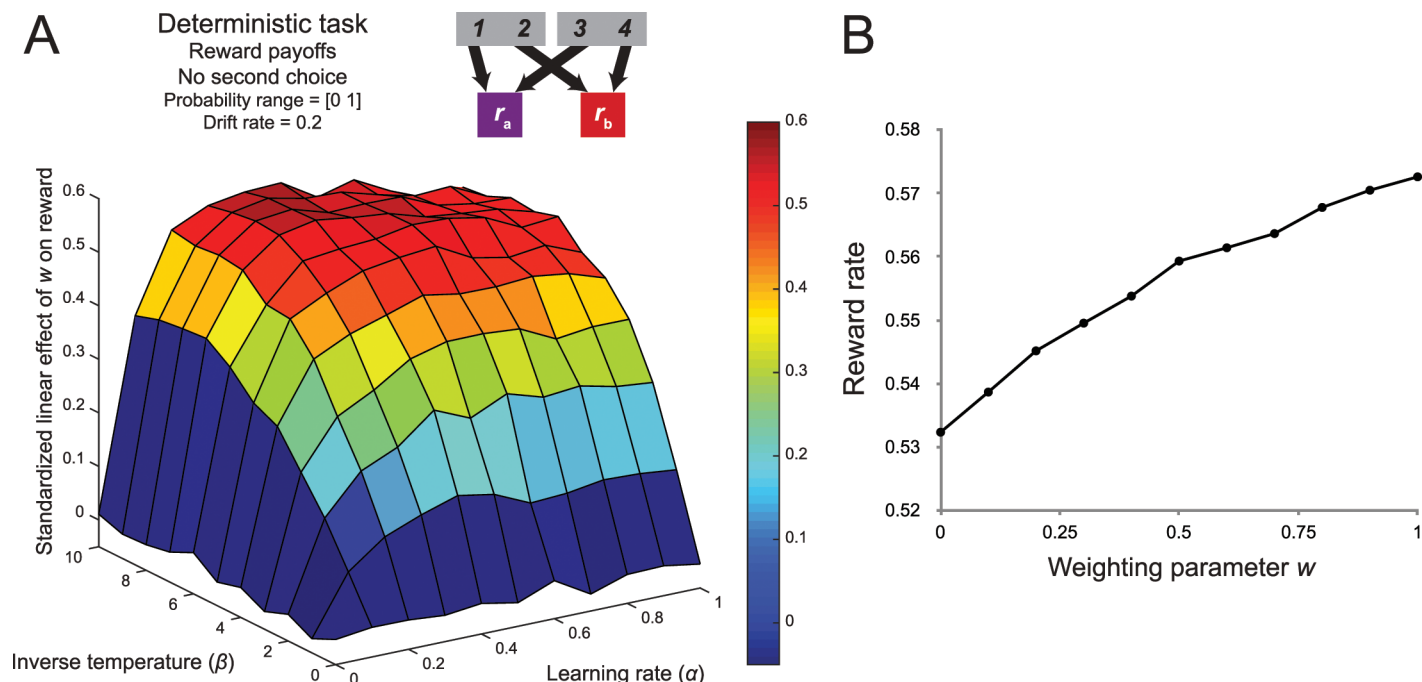 A
Deterministic task
Reward payoffs
No second choice
Probability range = [0 1]
Drift rate = 0.2
1 2 3 4
ra
rb
Standardized linear effect of w on reward
0.6
0.5
0.4
0.3
0.2
0.1
0
10
8
6
4
2
0
Inverse temperature (β)
0
0.2
0.4
0.6
0.8
1
Learning rate (α)
0.6
0.5
0.4
0.3
0.2
0.1
0
B
Reward rate
0.58
0.57
0.56
0.55
0.54
0.53
0.52
0 0.25 0.5 0.75 1
Weighting parameter w